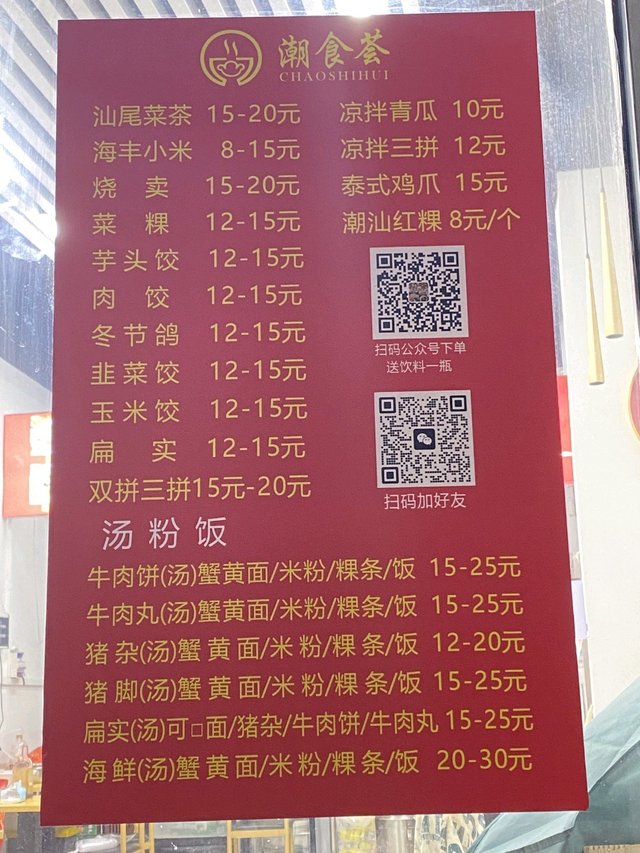 潮食荟
CHAOSHIHUI
汕尾菜茶 15-20元
海丰小米 8-15元
烧卖 15-20元
菜粿 12-15元
芋头饺 12-15元
肉饺 12-15元
冬节鸽 12-15元
韭菜饺 12-15元
玉米饺 12-15元
扁实 12-15元
双拼三拼15元-20元
凉拌青瓜 10元
凉拌三拼 12元
泰式鸡爪 15元
潮汕红粿 8元/个
扫码公众号下单
送饮料一瓶
扫码加好友
汤粉饭
牛肉饼(汤)蟹黄面/米粉/粿条/饭 15-25元
牛肉丸(汤)蟹黄面/米粉/粿条/饭 15-25元
猪杂(汤)蟹黄面/米粉/粿条/饭 12-20元
猪脚(汤)蟹黄面/米粉/粿条/饭 15-25元
扁实(汤)可□面/猪杂/牛肉饼/牛肉丸 15-25元
海鲜(汤)蟹黄面/米粉/粿条/饭 20-30元